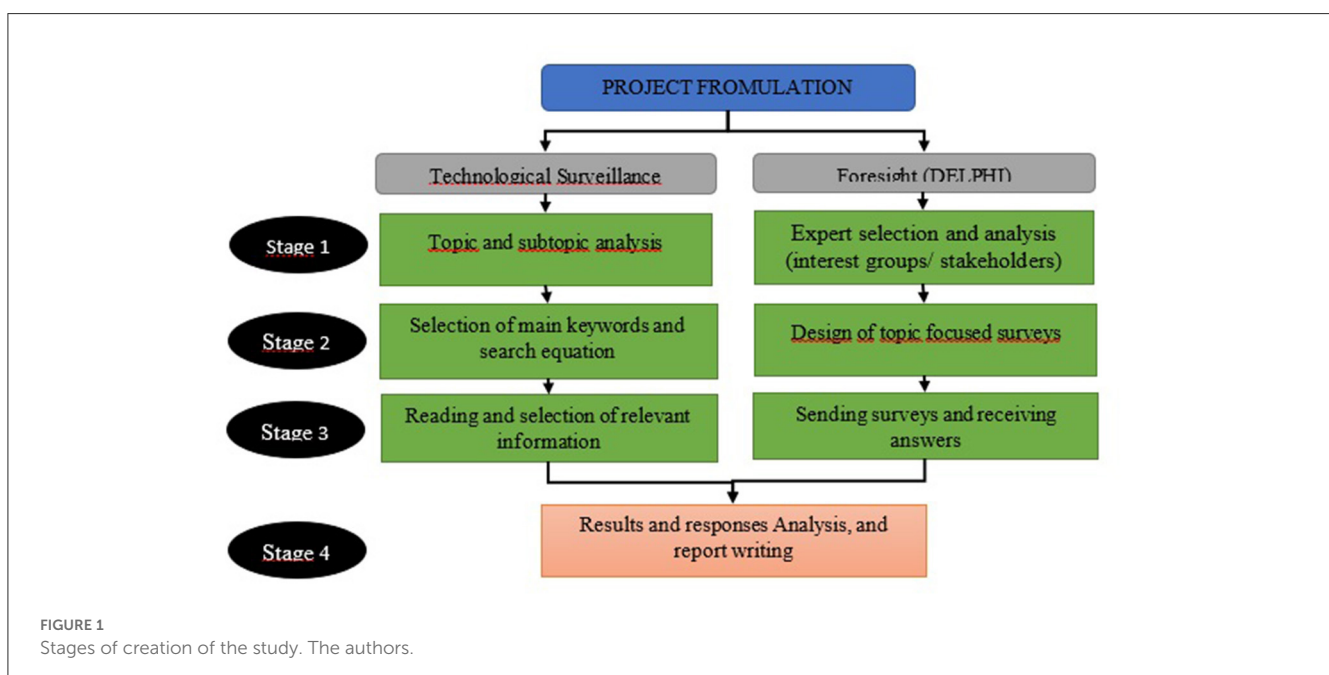 PROJECT FROMULATION
Technological Surveillance
Foresight (DELPHI)
Stage 1
Topic and subtopic analysis
Expert selection and analysis
(interest groups/ stakeholders)
Stage 2
Selection of main keywords and
search equation
Design of topic focused surveys
Stage 3
Reading and selection of relevant
information
Sending surveys and receiving
answers
Stage 4
Results and responses Analysis, and
report writing
FIGURE 1
Stages of creation of the study. The authors.